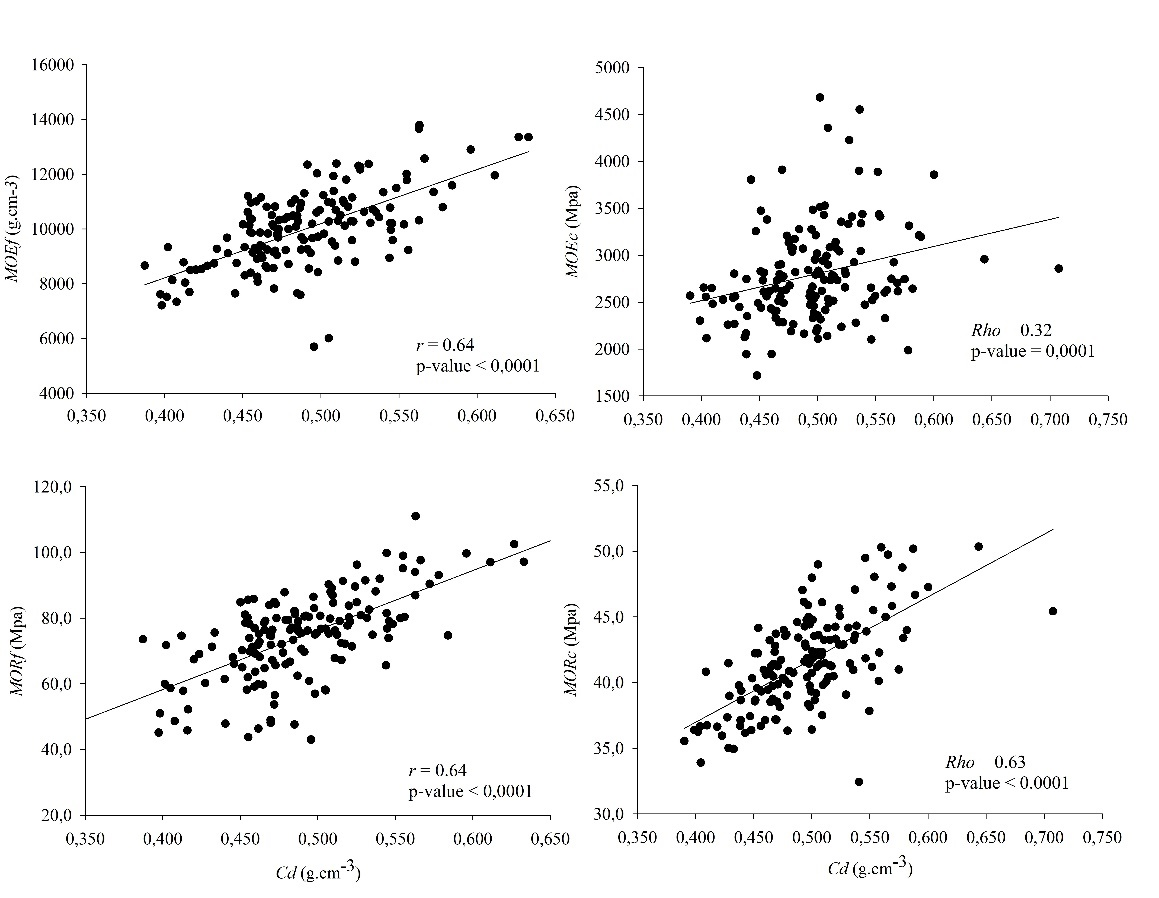 16000
14000
12000
10000
8000
6000
4000
MOEf (g.cm-3)
r = 0.64
p-value < 0,0001
0,350 0,400 0,450 0,500 0,550 0,600 0,650
5000
4500
4000
3500
3000
2500
2000
1500
MOEc (Mpa)
Rho 0.32
p-value = 0,0001
0,350 0,400 0,450 0,500 0,550 0,600 0,650 0,700 0,750
120,0
100,0
80,0
60,0
40,0
20,0
MORf (Mpa)
r = 0.64
p-value < 0,0001
0,350 0,400 0,450 0,500 0,550 0,600 0,650
Cd (g.cm-3)
55,0
50,0
45,0
40,0
35,0
30,0
MORc (Mpa)
Rho 0.63
p-value < 0.0001
0,350 0,400 0,450 0,500 0,550 0,600 0,650 0,700 0,750
Cd (g.cm-3)